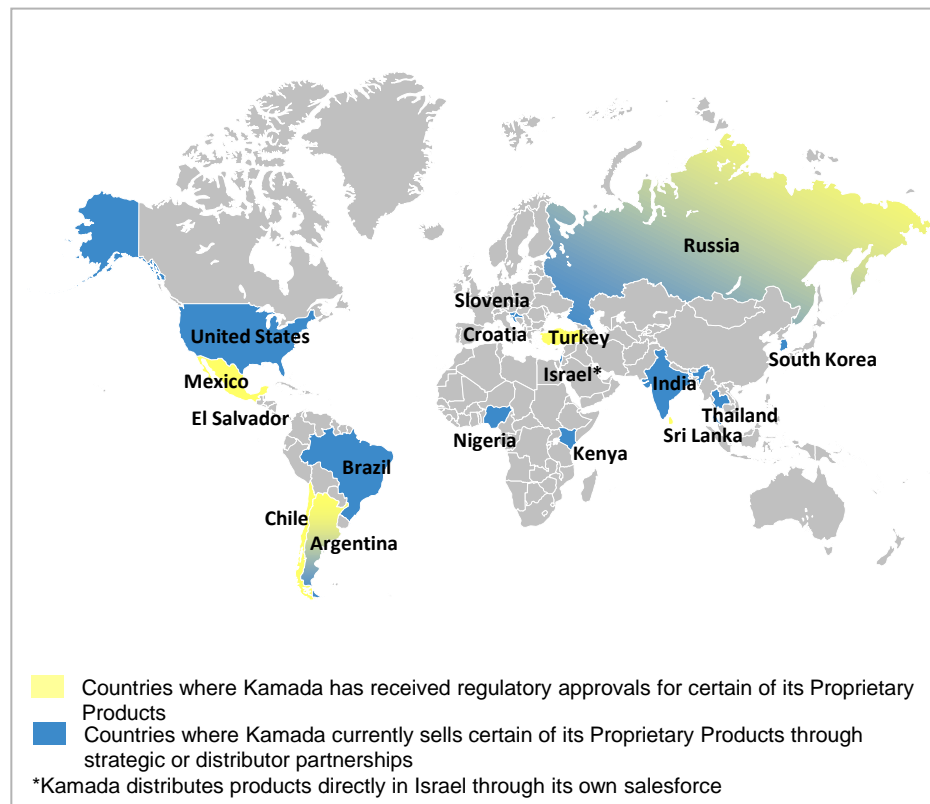 Russia
Slovenia
United States
Croatia
Turkey
South Korea
Israel*
Mexico
India
El Salvador
Thailand
Nigeria
Sri Lanka
Kenya
Brazil
Chile
Argentina
Countries where Kamada has received regulatory approvals for certain of its Proprietary
Products
Countries where Kamada currently sells certain of its Proprietary Products through
strategic or distributor partnerships
*Kamada distributes products directly in Israel through its own salesforce